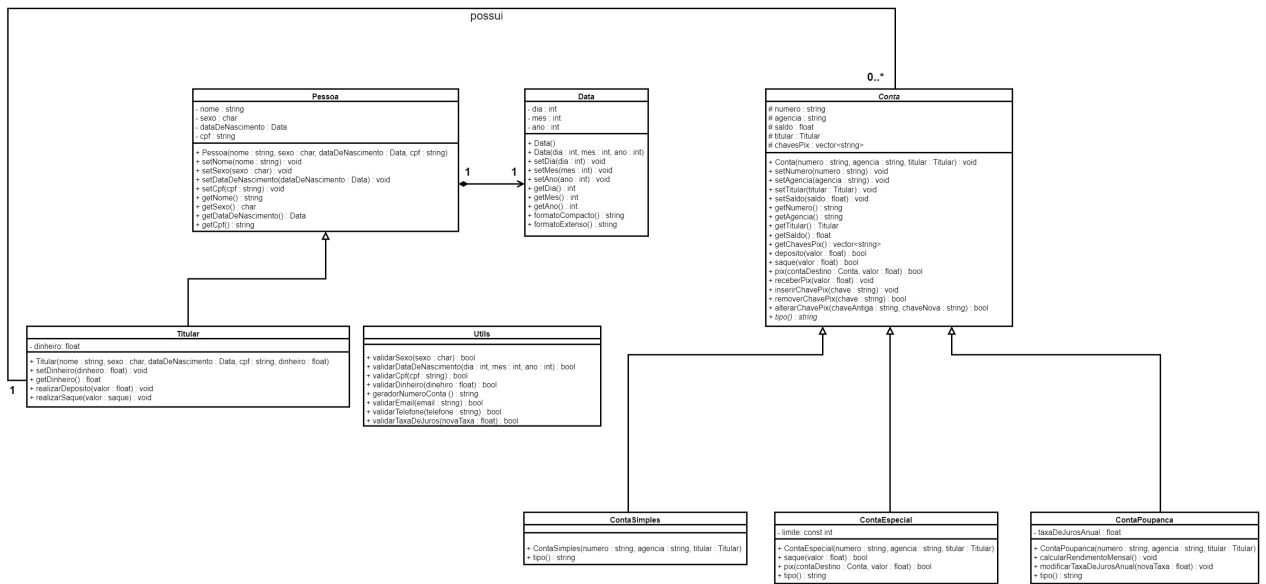 possui
0..*
Pessoa
- nome : string
- sexo : char
- dataDeNascimento : Data
- cpf : string
+ Pessoa(nome : string, sexo : char, dataDeNascimento : Data, cpf : string)
+ setNome(nome : string) : void
+ setSexo(sexo : char) : void
+ setDataDeNascimento(dataDeNascimento : Data) : void
+ setCpf(cpf : string) : void
+ getNome() : string
+ getSexo() : char
+ getDataDeNascimento() : Data
+ getCpf() : string
1
1
Data
- dia : int
- mes : int
- ano : int
+ Data()
+ Data(dia : int, mes : int, ano : int)
+ setDia(dia : int) : void
+ setMes(mes : int) : void
+ setAno(ano : int) : void
+ getDia() : int
+ getMes() : int
+ getAno() : int
+ formatoCompacto() : string
+ formatoExtenso() : string
Conta
# numero : string
# agencia : string
# saldo : float
# titular : Titular
# chavesPix : vector<string>
+ Conta(numero : string, agencia : string, titular : Titular) : void
+ setNumero(numero : string) : void
+ setAgencia(agencia : string) : void
+ setTitular(titular : Titular) : void
+ setSaldo(saldo : float) : void
+ getNumero() : string
+ getAgencia() : string
+ getTitular() : Titular
+ getSaldo() : float
+ getChavesPix() : vector<string>
+ deposito(valor : float) : bool
+ saque(valor : float) : bool
+ pix(contaDestino : Conta, valor : float) : bool
+ receberPix(valor : float) : void
+ inserirChavePix(chave : string) : void
+ removerChavePix(chave : string) : bool
+ alterarChavePix(chaveAntiga : string, chaveNova : string) : bool
+ tipo() : string
Titular
- dinheiro: float
+ Titular(nome : string, sexo : char, dataDeNascimento : Data, cpf : string, dinheiro : float)
+ setDinheiro(dinheiro : float) : void
+ getDinheiro() : float
+ realizarDeposito(valor : float) : void
+ realizarSaque(valor : saque) : void
1
Utils
+ validarSexo(sexo : char) : bool
+ validarDataDeNascimento(dia : int, mes : int, ano : int) : bool
+ validarCpf(cpf : string) : bool
+ validarDinheiro(dinehiro : float) : bool
+ geradorNumeroConta () : string
+ validarEmail(email : string) : bool
+ validarTelefone(telefone : string) : bool
+ validarTaxaDeJuros(novaTaxa : float) : bool
ContaSimples
+ ContaSimples(numero : string, agencia : string, titular : Titular)
+ tipo() : string
ContaEspecial
- limite: const int
+ ContaEspecial(numero : string, agencia : string, titular : Titular)
+ saque(valor : float) : bool
+ pix(contaDestino : Conta, valor : float) : bool
+ tipo() : string
ContaPoupanca
- taxaDeJurosAnual : float
+ ContaPoupanca(numero : string, agencia : string, titular : Titular)
+ calcularRendimentoMensal() : void
+ modificarTaxaDeJurosAnual(novaTaxa : float) : void
+ tipo() : string